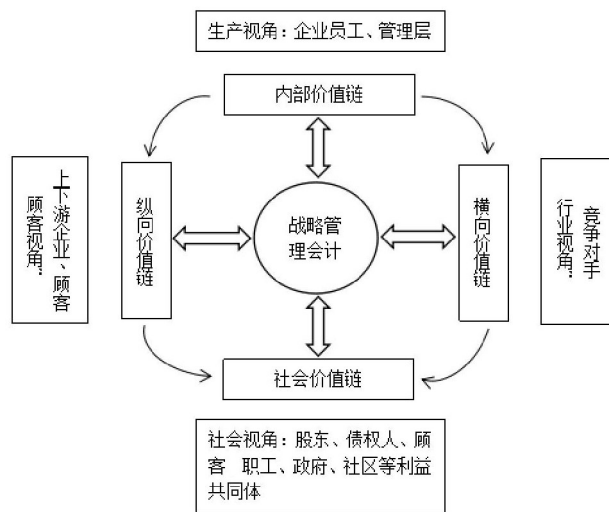 生产视角：企业员工、管理层
内部价值链
顾客视角：
上下游企业、顾客
纵向价值链
战略管
理会计
横向价值链
行业视角：
竞争对手
社会价值链
社会视角：股东、债权人、顾
客 职工、政府、社区等利益
共同体